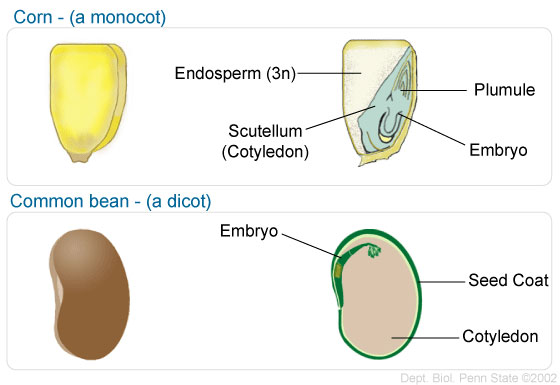 Corn - (a monocot)
Endosperm (3n)
Plumule
Scutellum
(Cotyledon)
Embryo
Common bean - (a dicot)
Embryo
Seed Coat
Cotyledon
Dept. Biol. Penn State ©2002